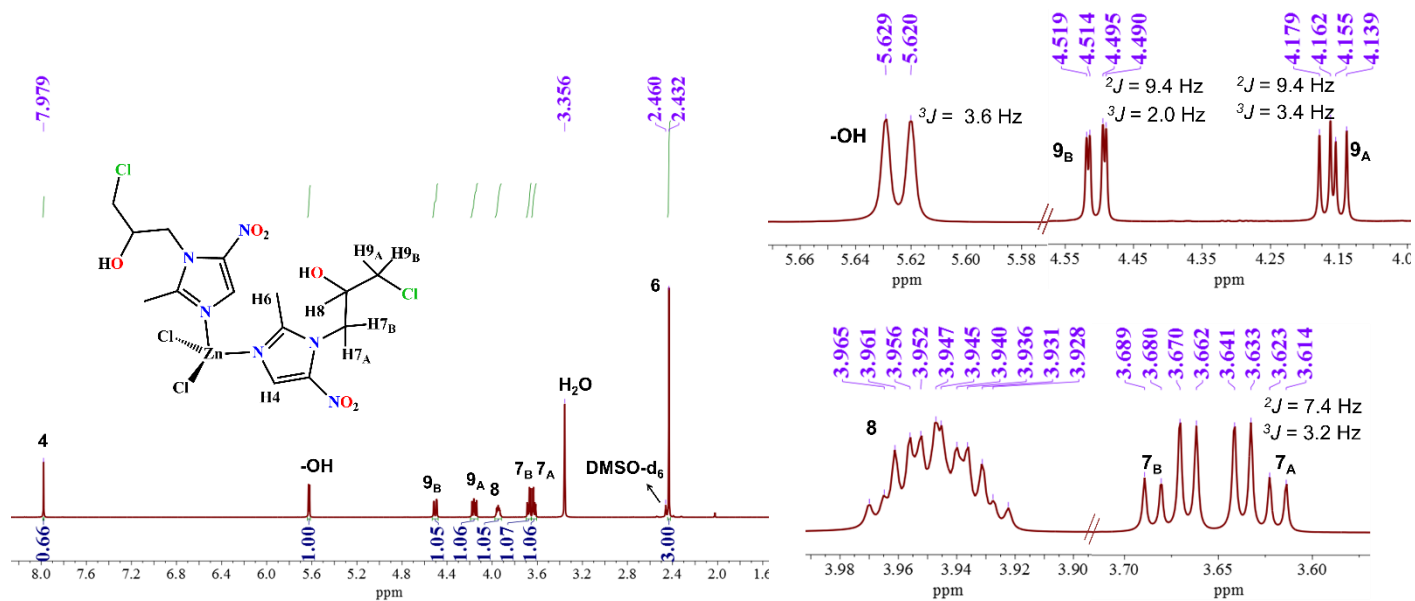 7.979
3.356
2.460
2.432
Cl
HO
N
NO₂
N
Cl
Cl
Zn
H6
HO
H9A
H9B
Cl
H8
H7B
H7A
N
N
H4
NO₂
4
-OH
9B
9A
8
7B 7A
H₂O
DMSO-d₆
6
0.66
1.00
1.05
1.06
1.05
1.07
1.06
3.00
8.0 7.6 7.2 6.8 6.4 6.0 5.6 5.2 4.8 4.4 4.0 3.6 3.2 2.8 2.4 2.0 1.6
ppm
5.629
5.620
4.519
4.514
4.495
4.490
4.179
4.162
4.155
4.139
-OH
³J = 3.6 Hz
9B
²J = 9.4 Hz
³J = 2.0 Hz
²J = 9.4 Hz
³J = 3.4 Hz
9A
5.66 5.64 5.62 5.60 5.58
ppm
4.55 4.45 4.35 4.25 4.15 4.0
ppm
3.965
3.961
3.956
3.952
3.947
3.945
3.940
3.936
3.931
3.928
3.689
3.680
3.670
3.662
3.641
3.633
3.623
3.614
8
7B
²J = 7.4 Hz
³J = 3.2 Hz
7A
3.98 3.96 3.94 3.92 3.90
ppm
3.70 3.65 3.60
ppm